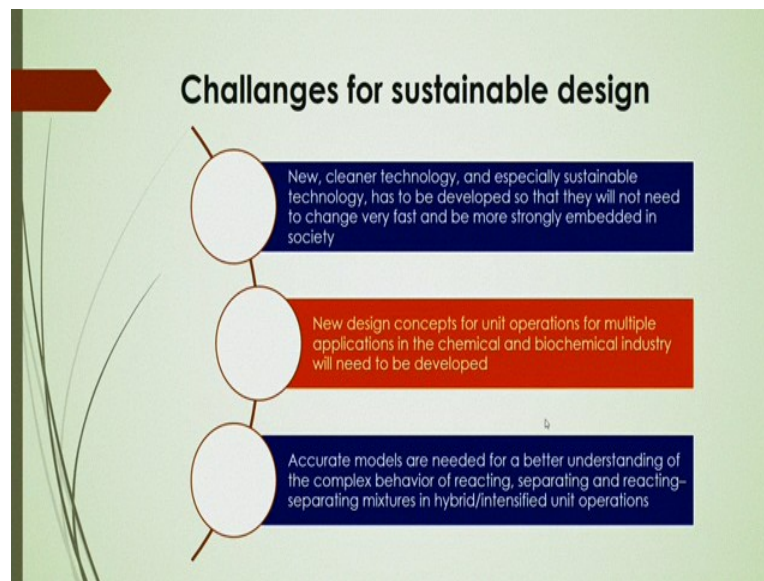 Challanges for sustainable design
New, cleaner technology, and especially sustainable
technology, has to be developed so that they will not need
to change very fast and be more strongly embedded in
society
New design concepts for unit operations for multiple
applications in the chemical and biochemical industry
will need to be developed
Accurate models are needed for a better understanding of
the complex behavior of reacting, separating and reacting–
separating mixtures in hybrid/intensified unit operations